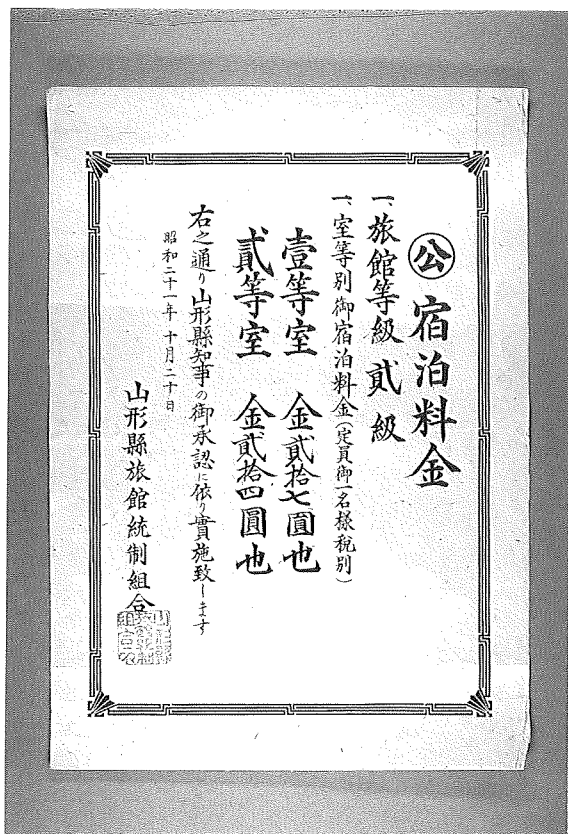 ㊞公 宿泊料金
一、旅館等級 貳級
一、室等別御宿泊料金（定員御一名様税別）
壹等室 金貳拾七圓也
貳等室 金貳拾四圓也
右之通り山形縣知事の御承認に依り實施致します
昭和二十一年 十月二十日
山形縣旅館統制組合